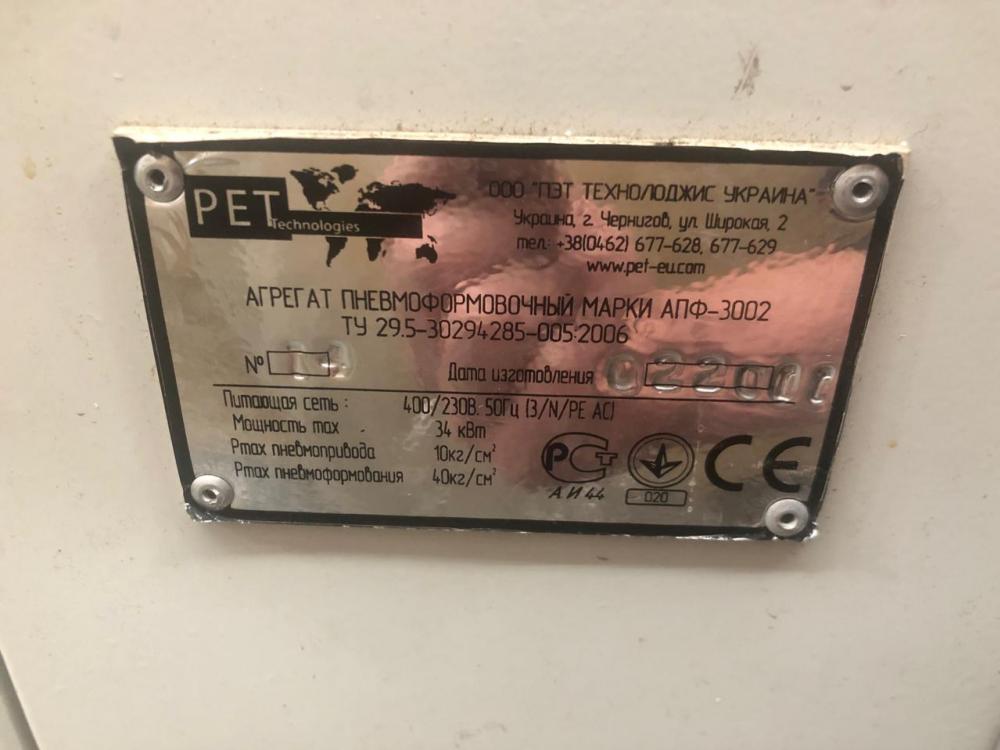 PET
Technologies
ООО "ПЭТ ТЕХНОЛОДЖИС УКРАИНА"
Украина, г. Чернигов, ул. Широкая, 2
тел.: +38(0462) 677-628, 677-629
www.pet-eu.com
АГРЕГАТ ПНЕВМОФОРМОВОЧНЫЙ МАРКИ АПФ-3002
ТУ 29.5-30294285-005:2006
№
Дата изготовления 022011
Питающая сеть : 400/230В. 50Гц (3/N/PE AC)
Мощность max 34 кВт
Pmax пневмопривода 10кг/см²
Pmax пневмоформования 40кг/см²
РСТ
АИ44
020
CE